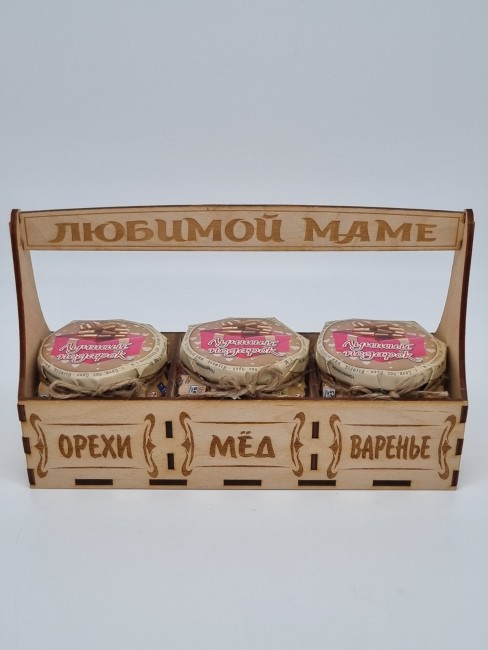 ЛЮБИМОЙ МАМЕ
Лучший
подарок
Лучший
подарок
Лучший
подарок
ОРЕХИ
МЁД
ВАРЕНЬЕ